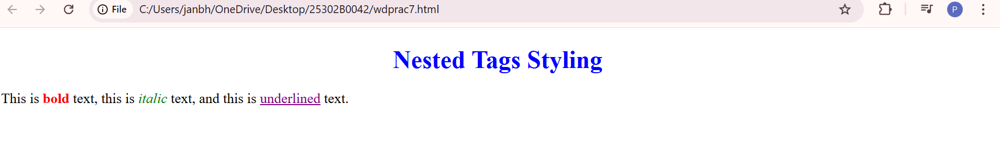 File C:/Users/janbh/OneDrive/Desktop/25302B0042/wdprac7.html P
Nested Tags Styling
This is bold text, this is italic text, and this is underlined text.